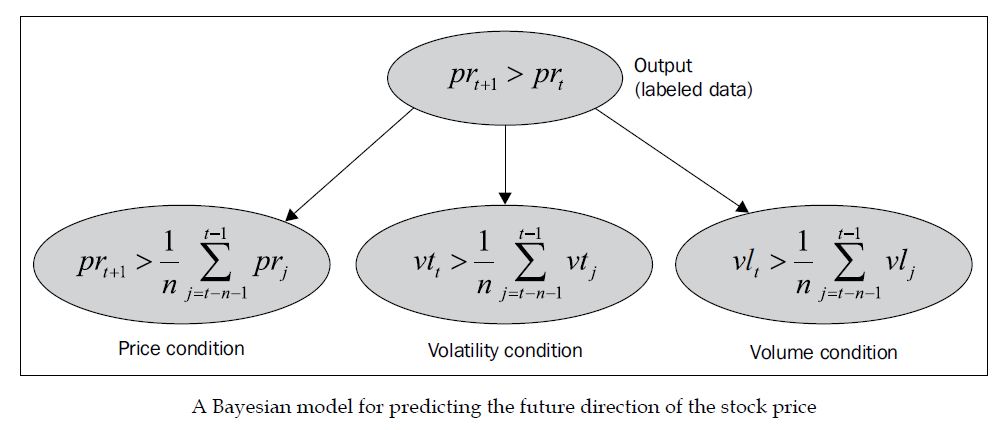 pr_{t+1} > pr_t
Output
(labeled data)
pr_{t+1} > \frac{1}{n} \sum_{j=t-n-1}^{t-1} pr_j
vt_t > \frac{1}{n} \sum_{j=t-n-1}^{t-1} vt_j
vl_t > \frac{1}{n} \sum_{j=t-n-1}^{t-1} vl_j
Price condition
Volatility condition
Volume condition
A Bayesian model for predicting the future direction of the stock price